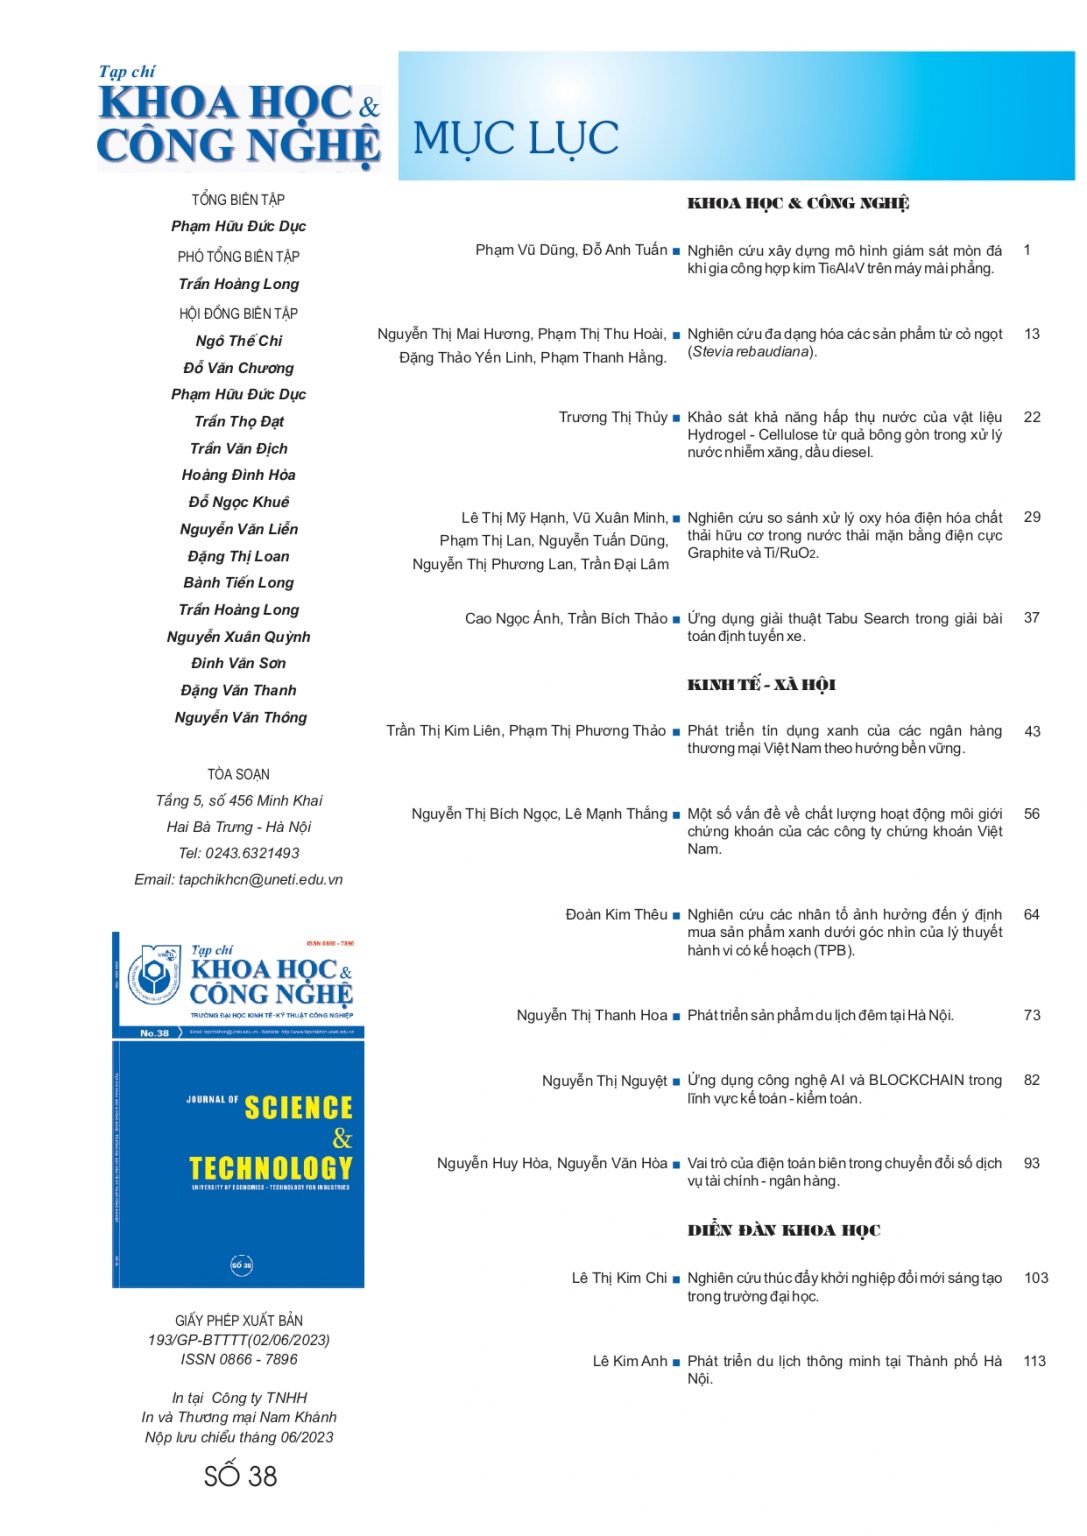 Tạp chí
KHOA HỌC &
CÔNG NGHỆ
MỤC LỤC
TỔNG BIÊN TẬP
Phạm Hữu Đức Dục
PHÓ TỔNG BIÊN TẬP
Trần Hoàng Long
HỘI ĐỒNG BIÊN TẬP
Ngô Thế Chi
Đỗ Văn Chương
Phạm Hữu Đức Dục
Trần Thọ Đạt
Trần Văn Địch
Hoàng Đình Hòa
Đỗ Ngọc Khuê
Nguyễn Văn Liễn
Đặng Thị Loan
Bành Tiến Long
Trần Hoàng Long
Nguyễn Xuân Quỳnh
Đinh Văn Sơn
Đặng Văn Thanh
Nguyễn Văn Thông
TÒA SOẠN
Tầng 5, số 456 Minh Khai
Hai Bà Trưng - Hà Nội
Tel: 0243.6321493
Email: tapchikhcn@uneti.edu.vn
ISSN 0866 - 7896
Tạp chí
KHOA HỌC &
CÔNG NGHỆ
TRƯỜNG ĐẠI HỌC KINH TẾ - KỸ THUẬT CÔNG NGHIỆP
No.38
JOURNAL OF SCIENCE
&
TECHNOLOGY
UNIVERSITY OF ECONOMICS - TECHNOLOGY FOR INDUSTRIES
SỐ 38
GIẤY PHÉP XUẤT BẢN
193/GP-BTTTT(02/06/2023)
ISSN 0866 - 7896
In tại Công ty TNHH
In và Thương mại Nam Khánh
Nộp lưu chiểu tháng 06/2023
SỐ 38
KHOA HỌC & CÔNG NGHỆ
Phạm Vũ Dũng, Đỗ Anh Tuấn ■ Nghiên cứu xây dựng mô hình giám sát mòn đá 1
khi gia công hợp kim Ti6Al4V trên máy mài phẳng.
Nguyễn Thị Mai Hương, Phạm Thị Thu Hoài, ■ Nghiên cứu đa dạng hóa các sản phẩm từ cỏ ngọt 13
Đặng Thảo Yến Linh, Phạm Thanh Hằng. (Stevia rebaudiana).
Trương Thị Thủy ■ Khảo sát khả năng hấp thụ nước của vật liệu 22
Hydrogel - Cellulose từ quả bông gòn trong xử lý
nước nhiễm xăng, dầu diesel.
Lê Thị Mỹ Hạnh, Vũ Xuân Minh, ■ Nghiên cứu so sánh xử lý oxy hóa điện hóa chất 29
Phạm Thị Lan, Nguyễn Tuấn Dũng, thải hữu cơ trong nước thải mặn bằng điện cực
Nguyễn Thị Phương Lan, Trần Đại Lâm Graphite và Ti/RuO2.
Cao Ngọc Ánh, Trần Bích Thảo ■ Ứng dụng giải thuật Tabu Search trong giải bài 37
toán định tuyến xe.
KINH TẾ - XÃ HỘI
Trần Thị Kim Liên, Phạm Thị Phương Thảo ■ Phát triển tín dụng xanh của các ngân hàng 43
thương mại Việt Nam theo hướng bền vững.
Nguyễn Thị Bích Ngọc, Lê Mạnh Thắng ■ Một số vấn đề về chất lượng hoạt động môi giới 56
chứng khoán của các công ty chứng khoán Việt
Nam.
Đoàn Kim Thêu ■ Nghiên cứu các nhân tố ảnh hưởng đến ý định 64
mua sản phẩm xanh dưới góc nhìn của lý thuyết
hành vi có kế hoạch (TPB).
Nguyễn Thị Thanh Hoa ■ Phát triển sản phẩm du lịch đêm tại Hà Nội. 73
Nguyễn Thị Nguyệt ■ Ứng dụng công nghệ AI và BLOCKCHAIN trong 82
lĩnh vực kế toán - kiểm toán.
Nguyễn Huy Hòa, Nguyễn Văn Hòa ■ Vai trò của điện toán biên trong chuyển đổi số dịch 93
vụ tài chính - ngân hàng.
DIỄN ĐÀN KHOA HỌC
Lê Thị Kim Chi ■ Nghiên cứu thúc đẩy khởi nghiệp đổi mới sáng tạo 103
trong trường đại học.
Lê Kim Anh ■ Phát triển du lịch thông minh tại Thành phố Hà 113
Nội.